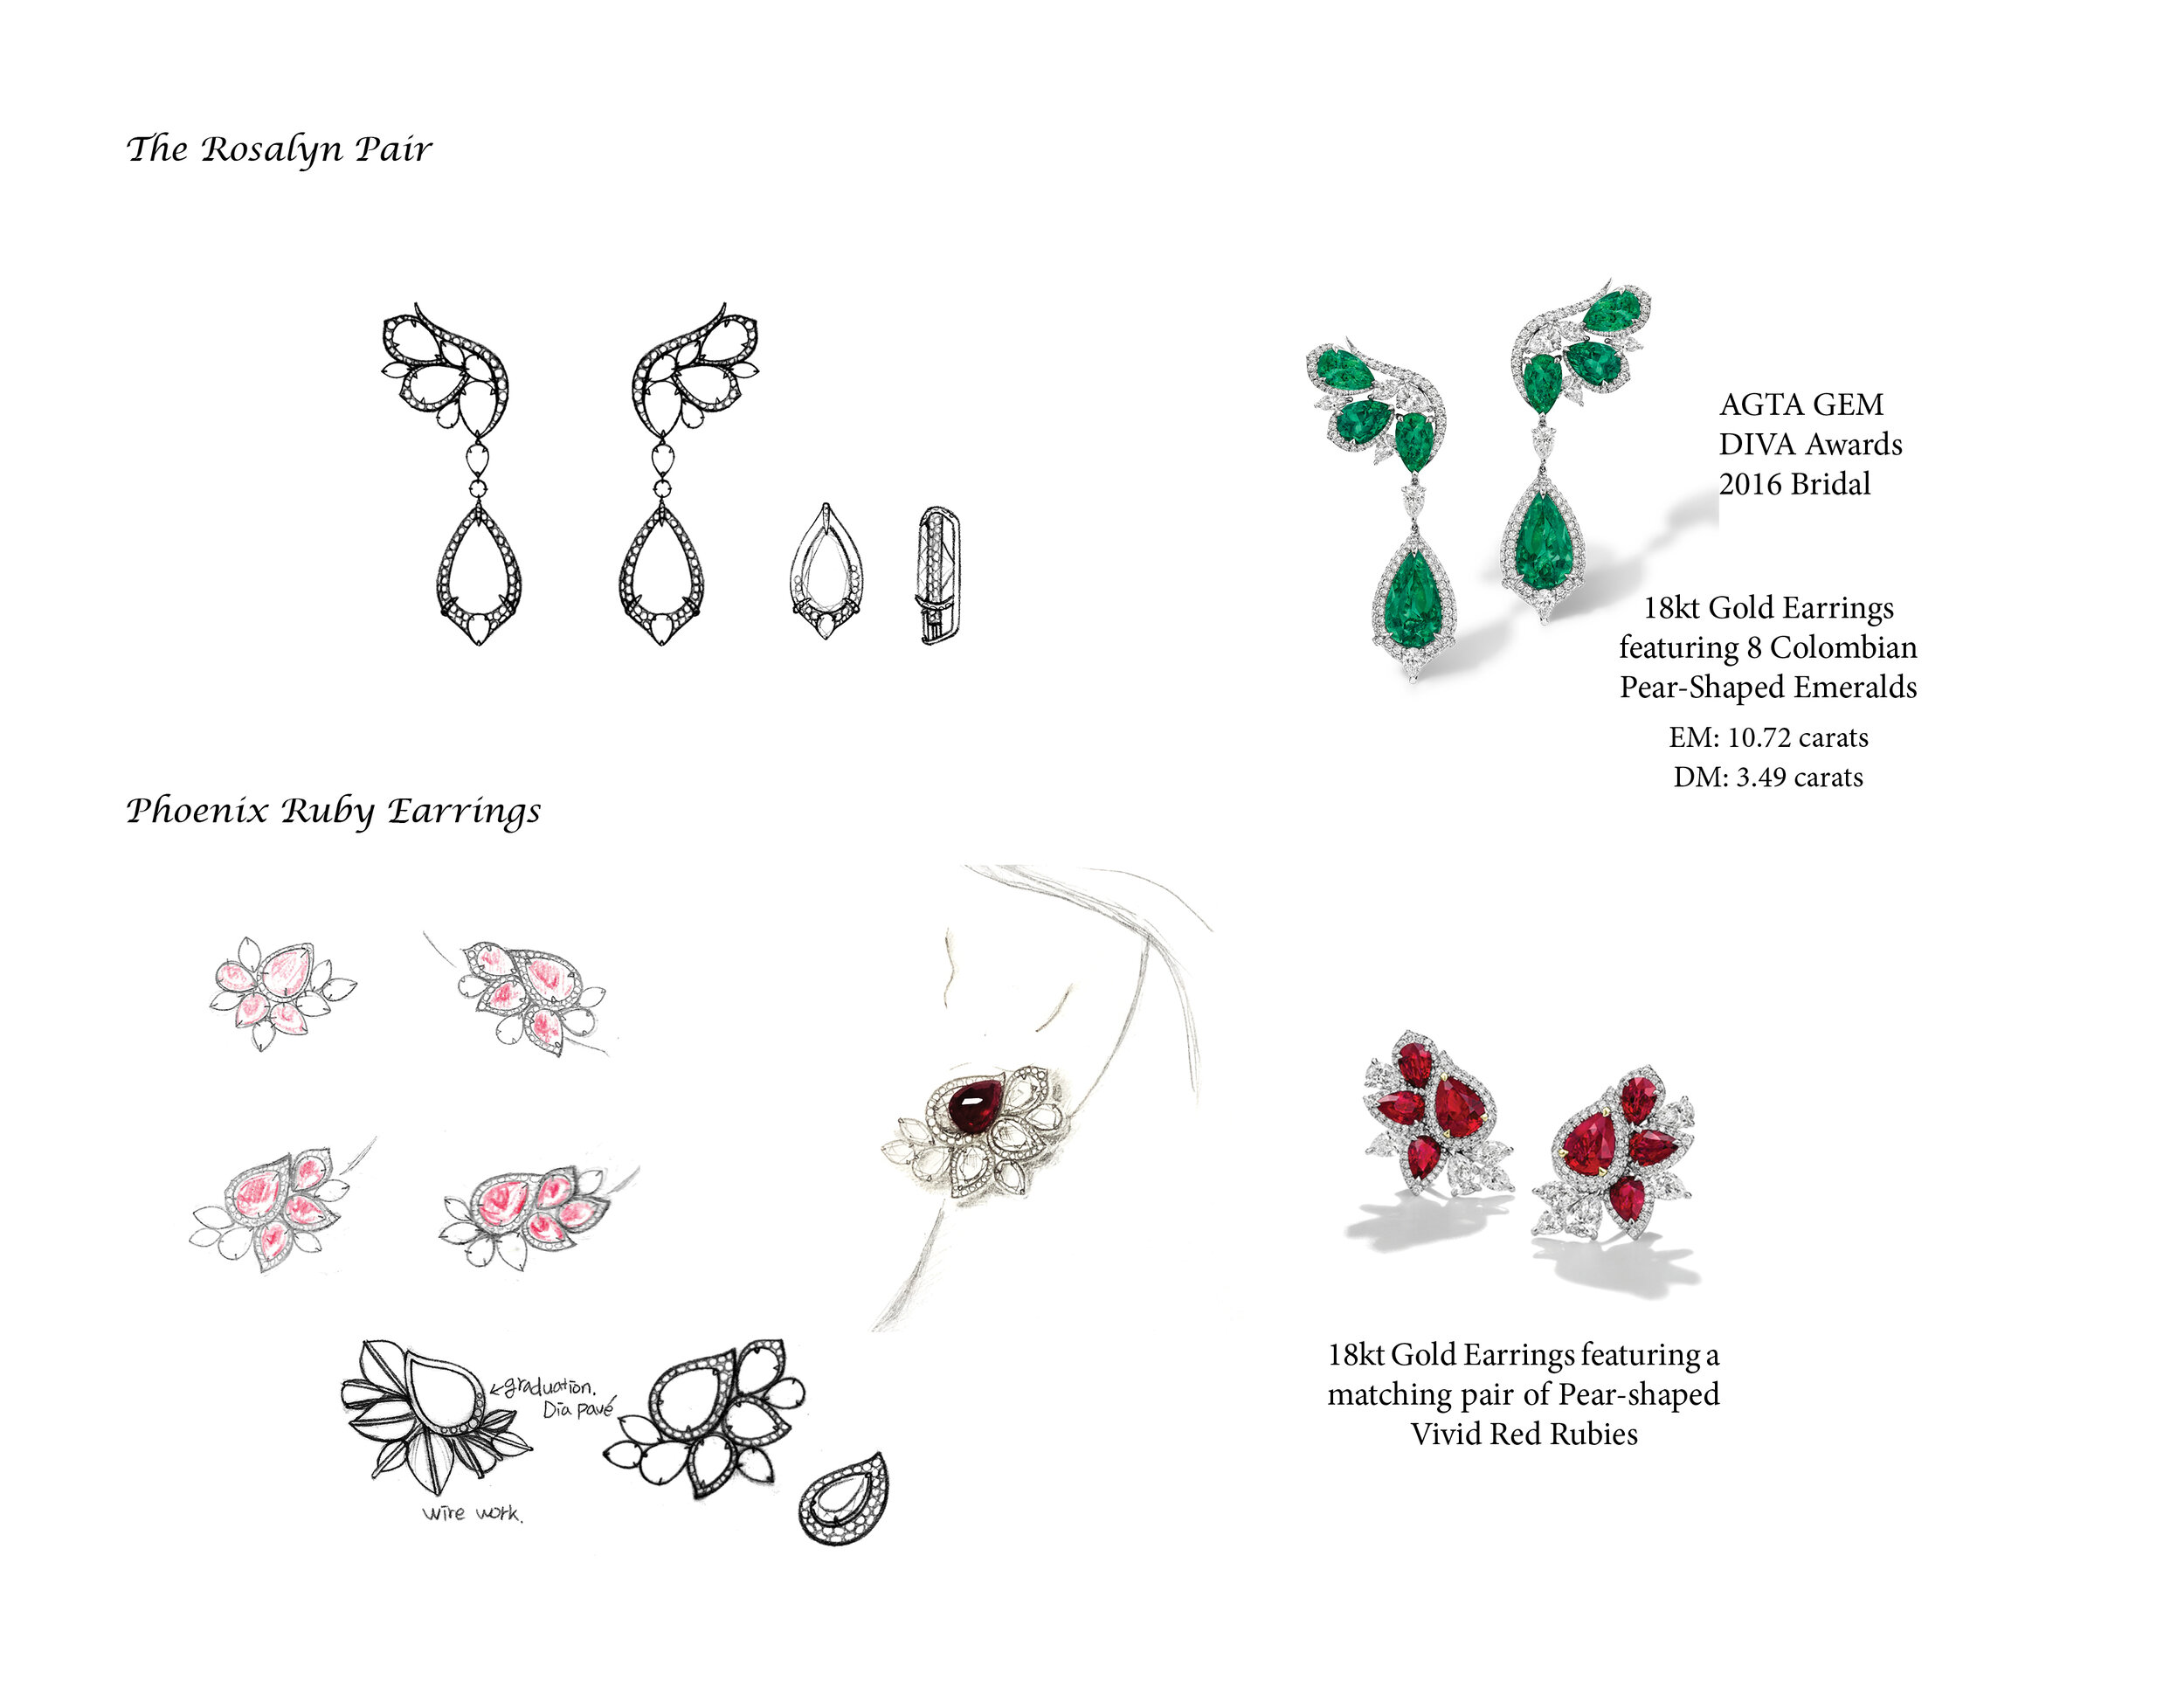 The Rosalyn Pair
AGTA GEM
DIVA Awards
2016 Bridal
18kt Gold Earrings
featuring 8 Colombian
Pear-Shaped Emeralds
EM: 10.72 carats
DM: 3.49 carats
Phoenix Ruby Earrings
graduation.
Dia pavé
wire work.
18kt Gold Earrings featuring a
matching pair of Pear-shaped
Vivid Red Rubies